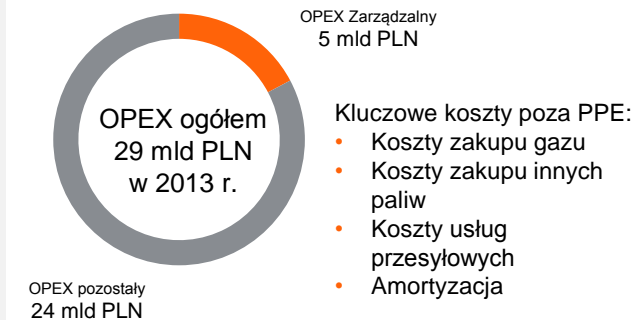 OPEX Zarządzalny
5 mld PLN
OPEX ogółem
29 mld PLN
w 2013 r.
Kluczowe koszty poza PPE:
• Koszty zakupu gazu
• Koszty zakupu innych
paliw
• Koszty usług
przesyłowych
• Amortyzacja
OPEX pozostały
24 mld PLN